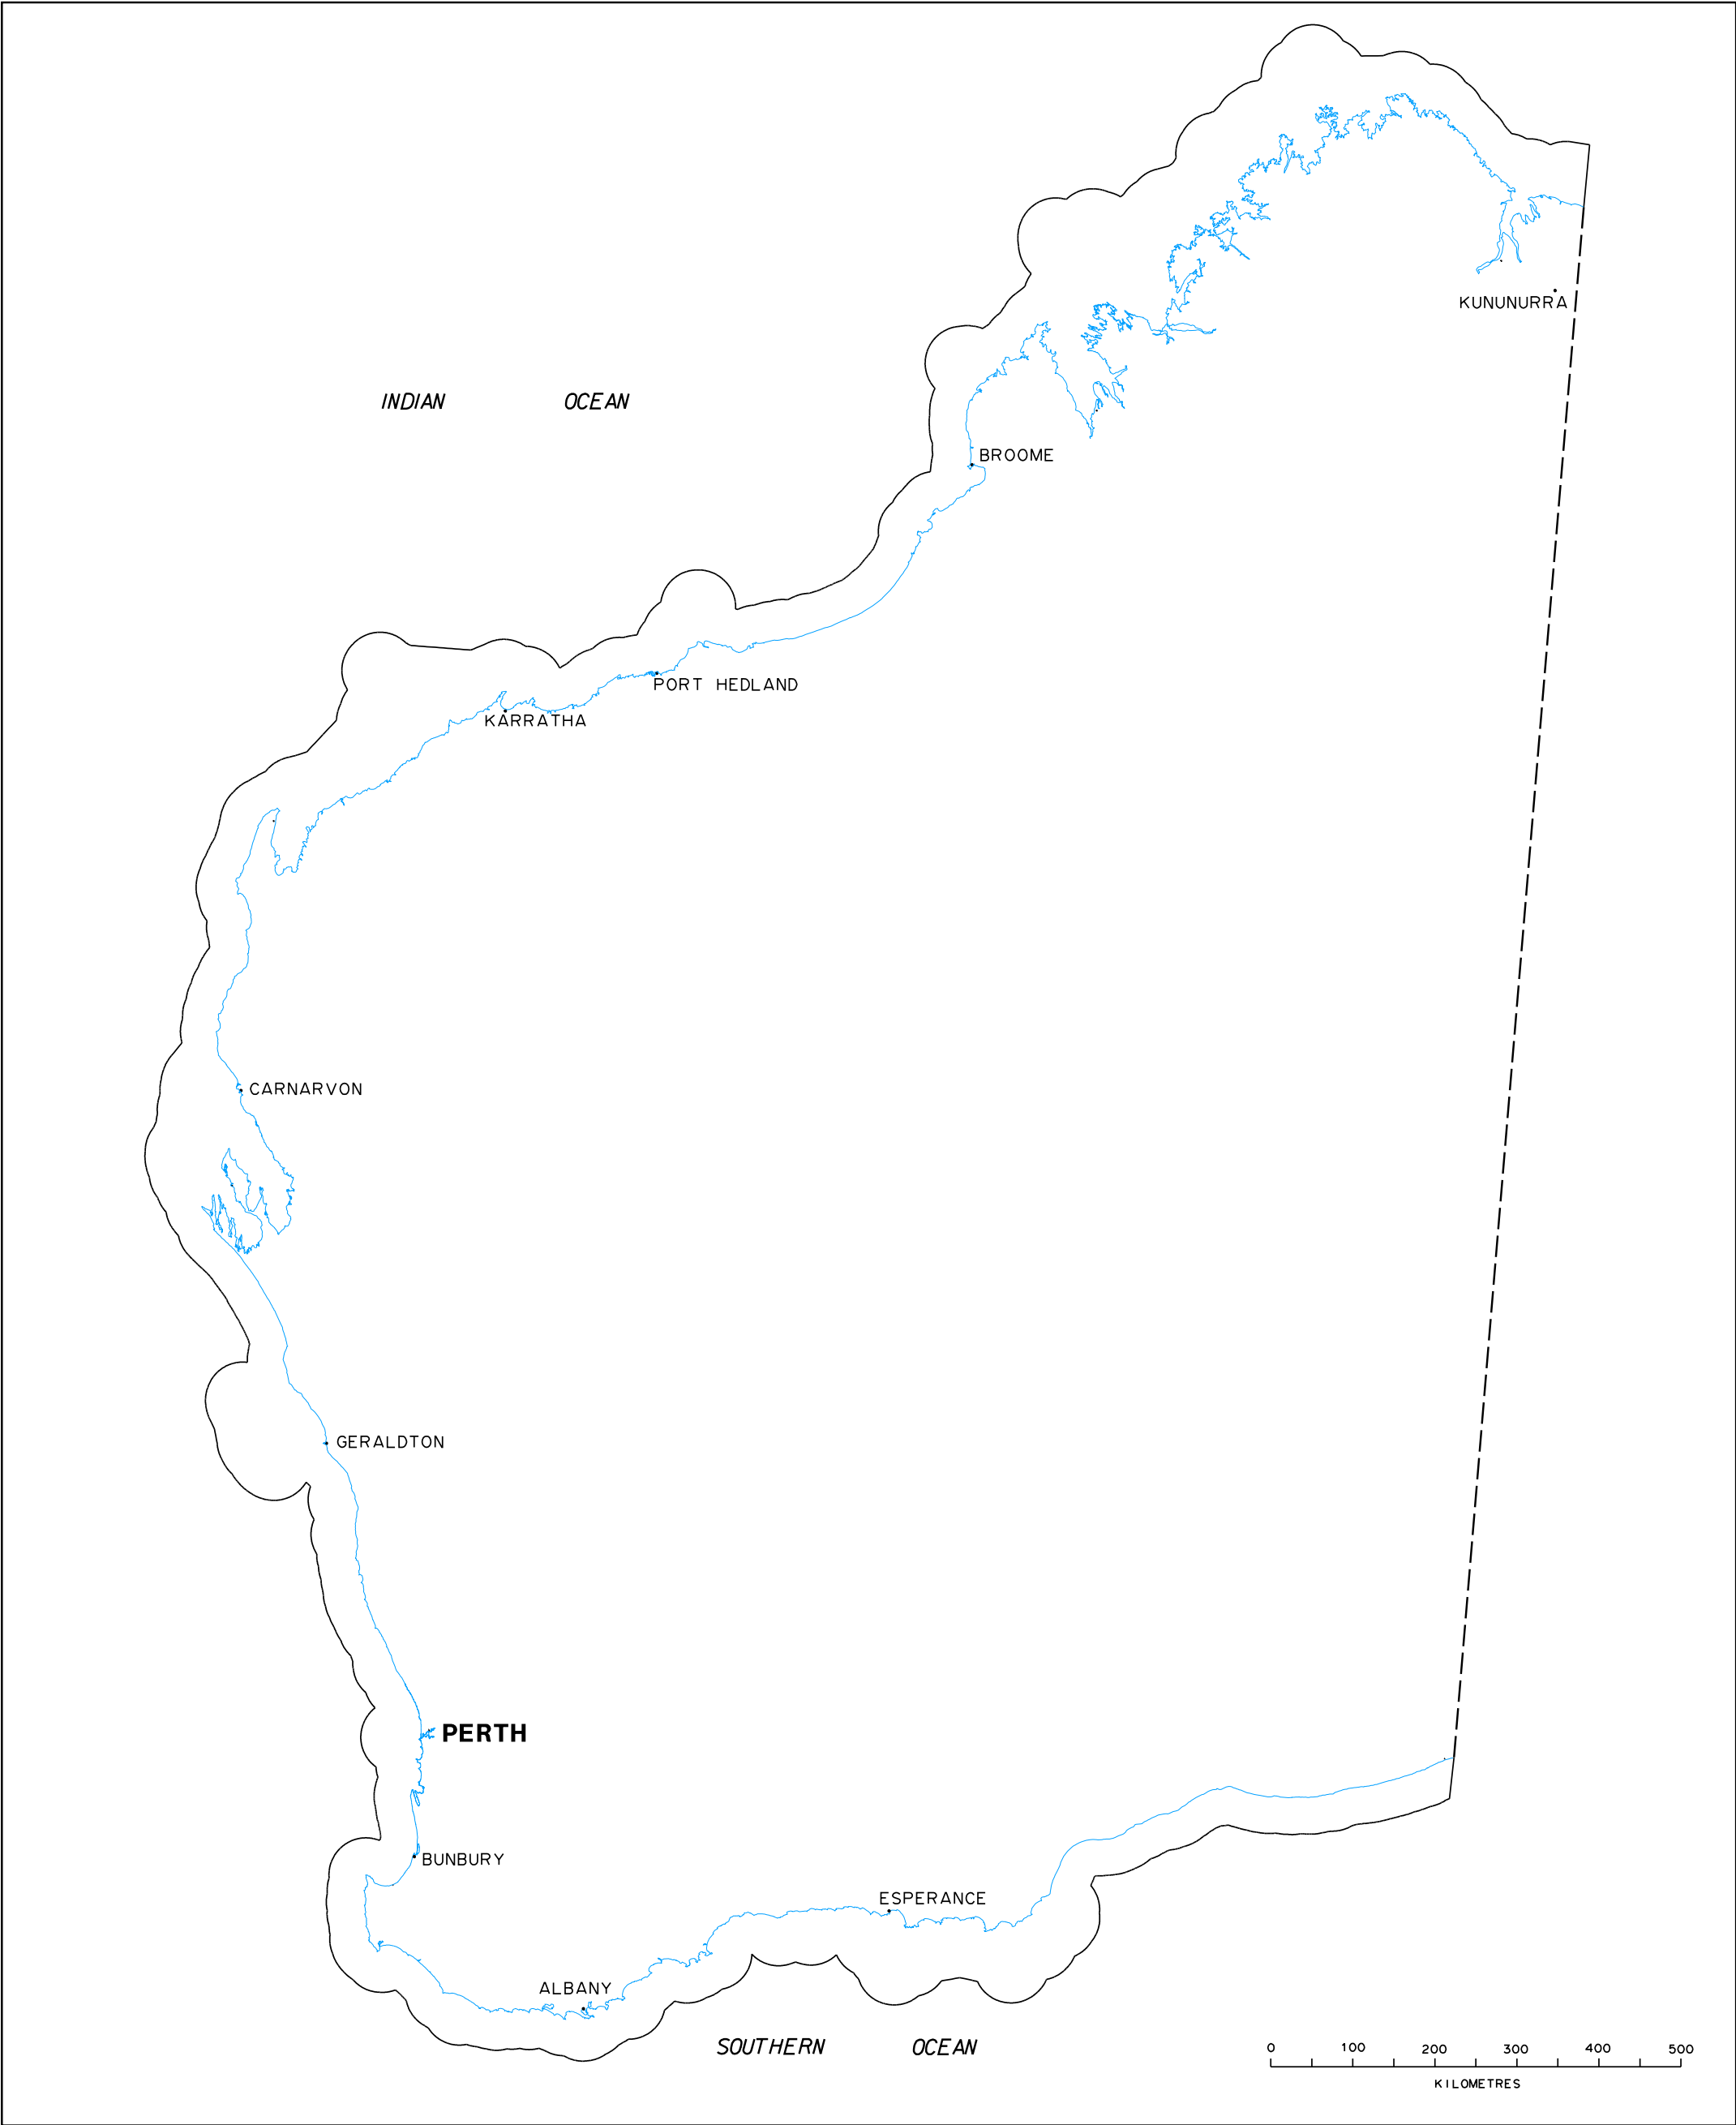 KUNUNURRA
INDIAN OCEAN
BROOME
PORT HEDLAND
KARRATHA
CARNARVON
GERALDTON
PERTH
BUNBURY
ESPERANCE
ALBANY
SOUTHERN OCEAN
0 100 200 300 400 500
KILOMETRES